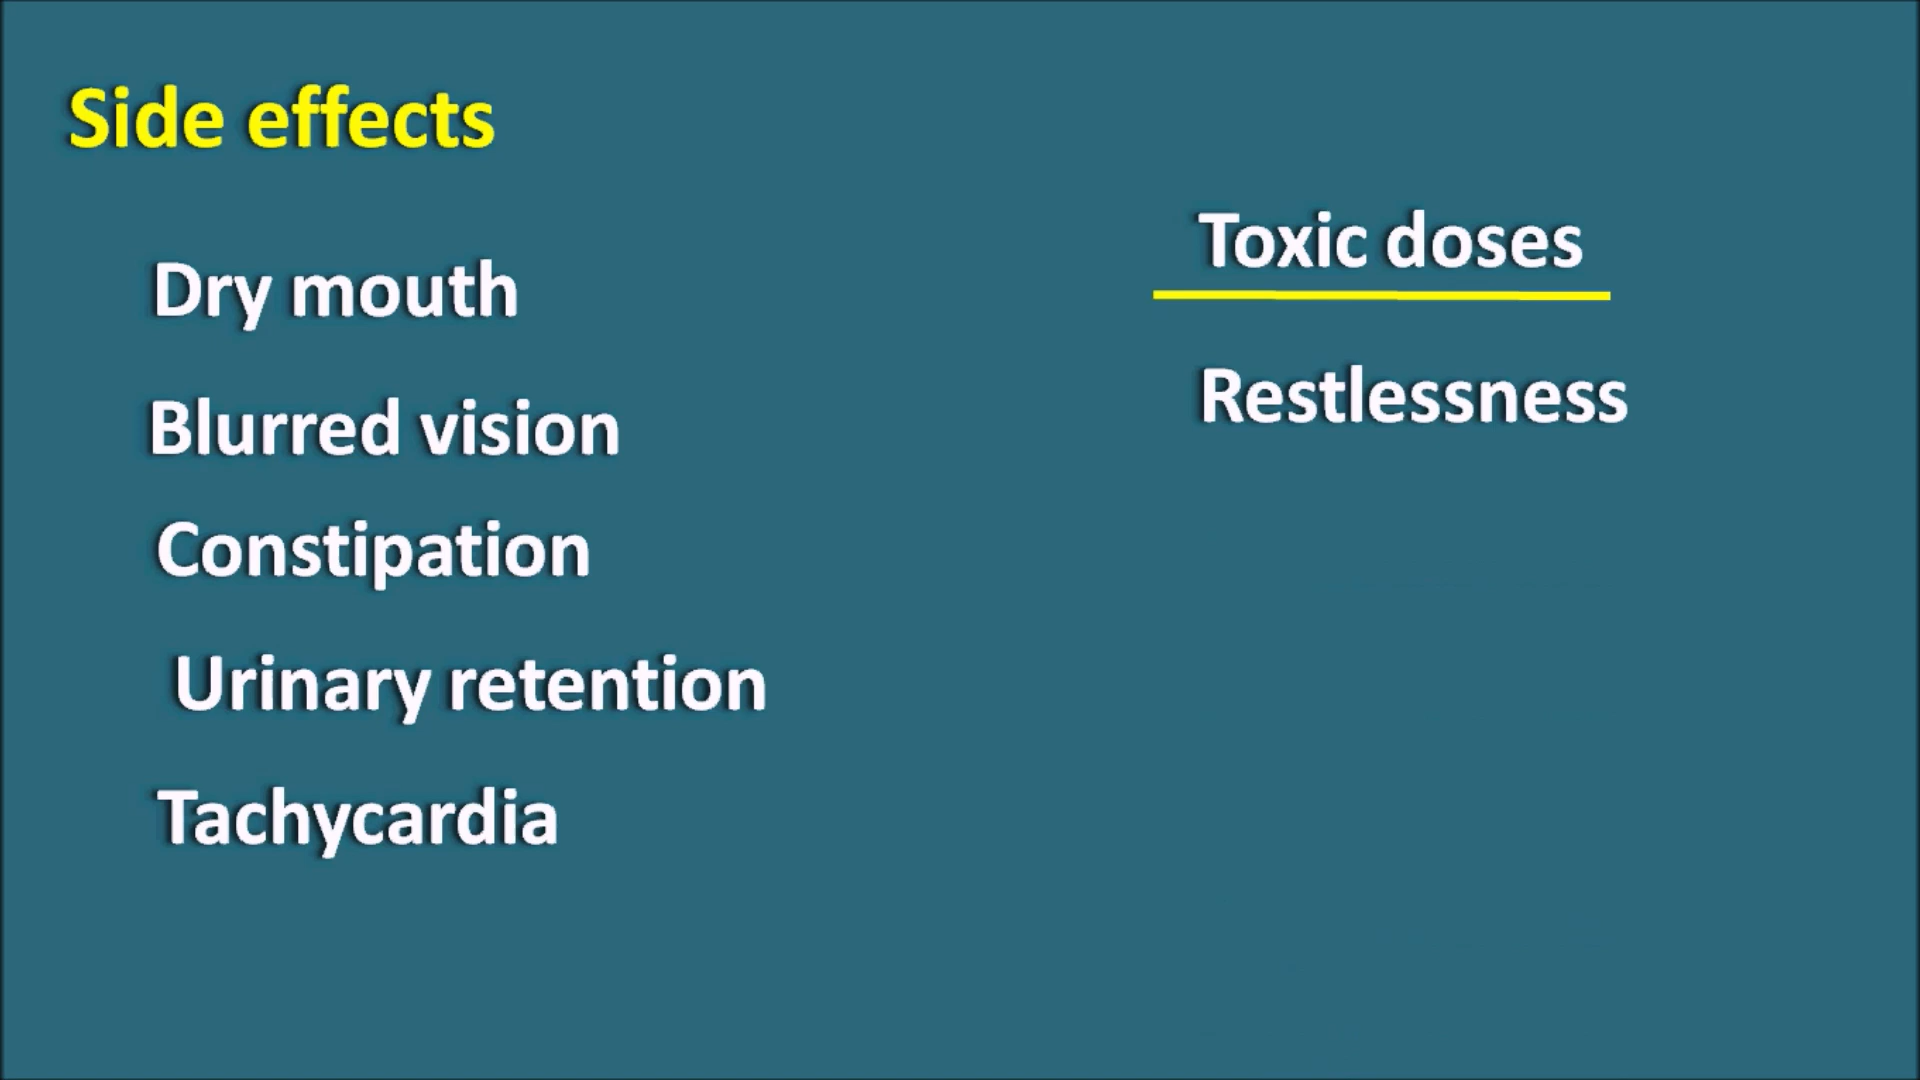 Side effects
Dry mouth
Blurred vision
Constipation
Urinary retention
Tachycardia
Toxic doses
Restlessness